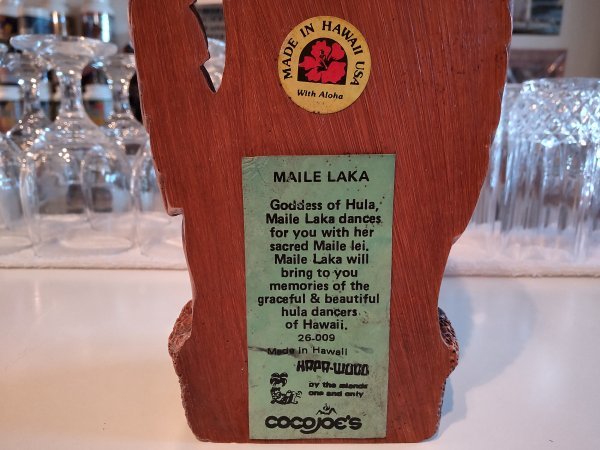 MADE IN HAWAII USA
With Aloha
MAILE LAKA
Goddess of Hula,
Maile Laka dances
for you with her
sacred Maile lei.
Maile Laka will
bring to you
memories of the
graceful & beautiful
hula dancers
of Hawaii.
26-009
Made in Hawaii
HAPA-WOOD
by the islands
one and only
COCO JOE'S